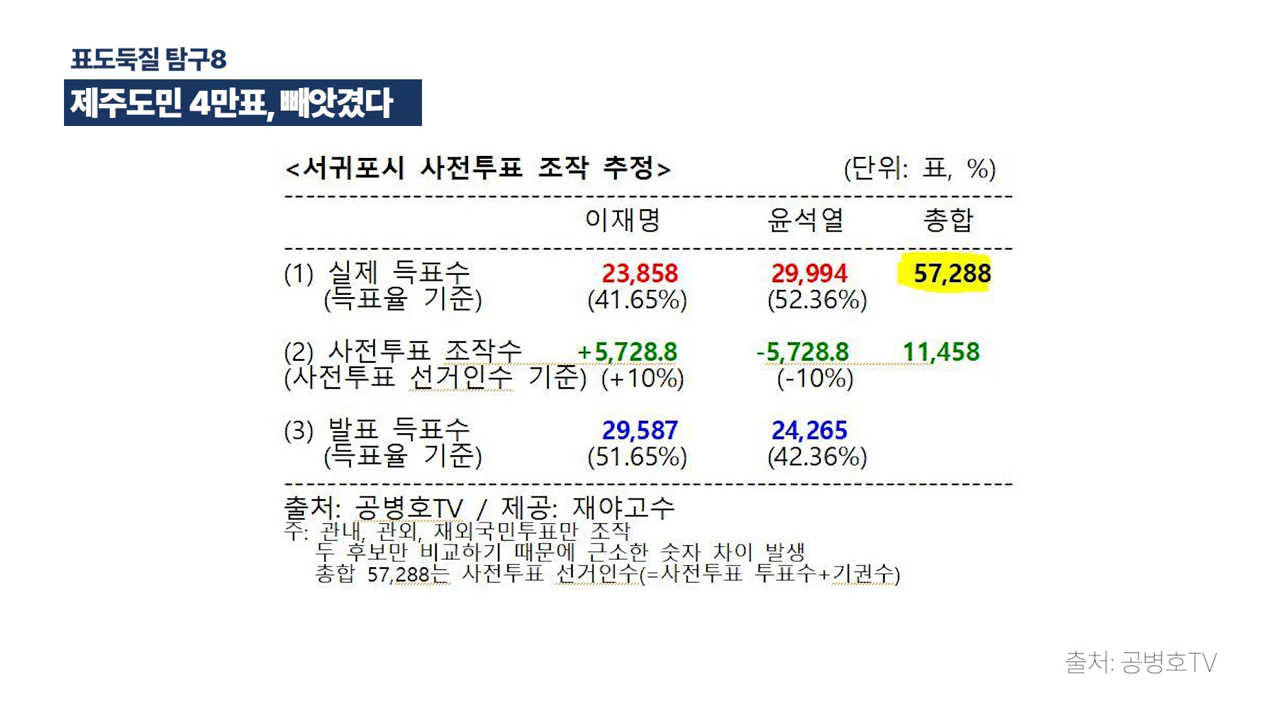 표도둑질 탐구8
제주도민 4만표, 빼앗겼다
<서귀포시 사전투표 조작 추정> (단위: 표, %)
이재명 윤석열 총합
(1) 실제 득표수 23,858 29,994 57,288
(득표율 기준) (41.65%) (52.36%)
(2) 사전투표 조작수 +5,728.8 -5,728.8 11,458
(사전투표 선거인수 기준) (+10%) (-10%)
(3) 발표 득표수 29,587 24,265
(득표율 기준) (51.65%) (42.36%)
출처: 공병호TV / 제공: 재야고수
주: 관내, 관외, 재외국민투표만 조작
두 후보만 비교하기 때문에 근소한 숫자 차이 발생
총합 57,288는 사전투표 선거인수(=사전투표 투표수+기권수)
출처: 공병호TV